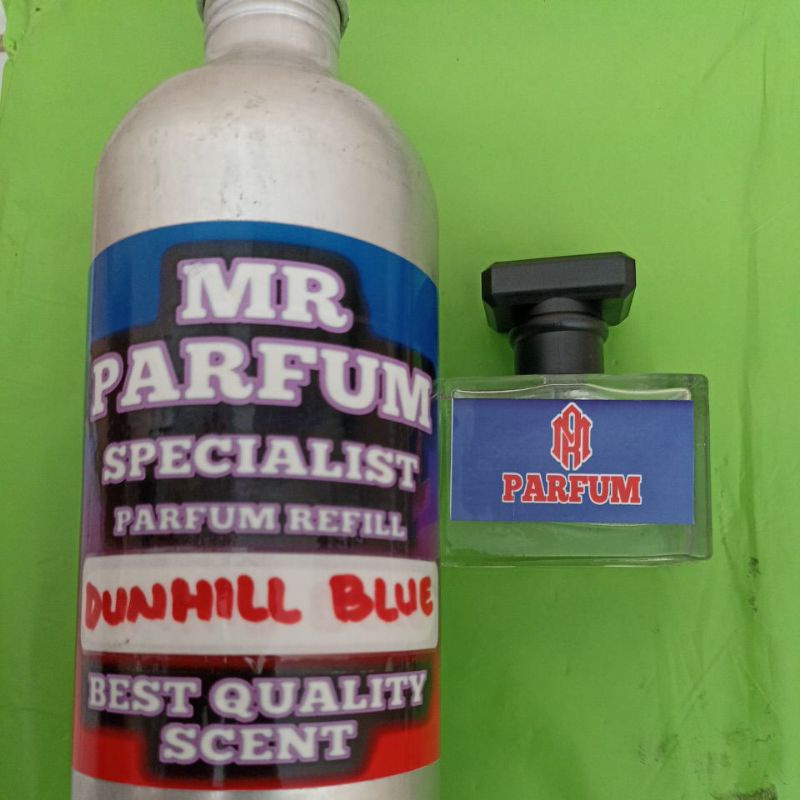 MR
PARFUM
SPECIALIST
PARFUM REFILL
DUNHILL BLUE
BEST QUALITY
SCENT
PARFUM